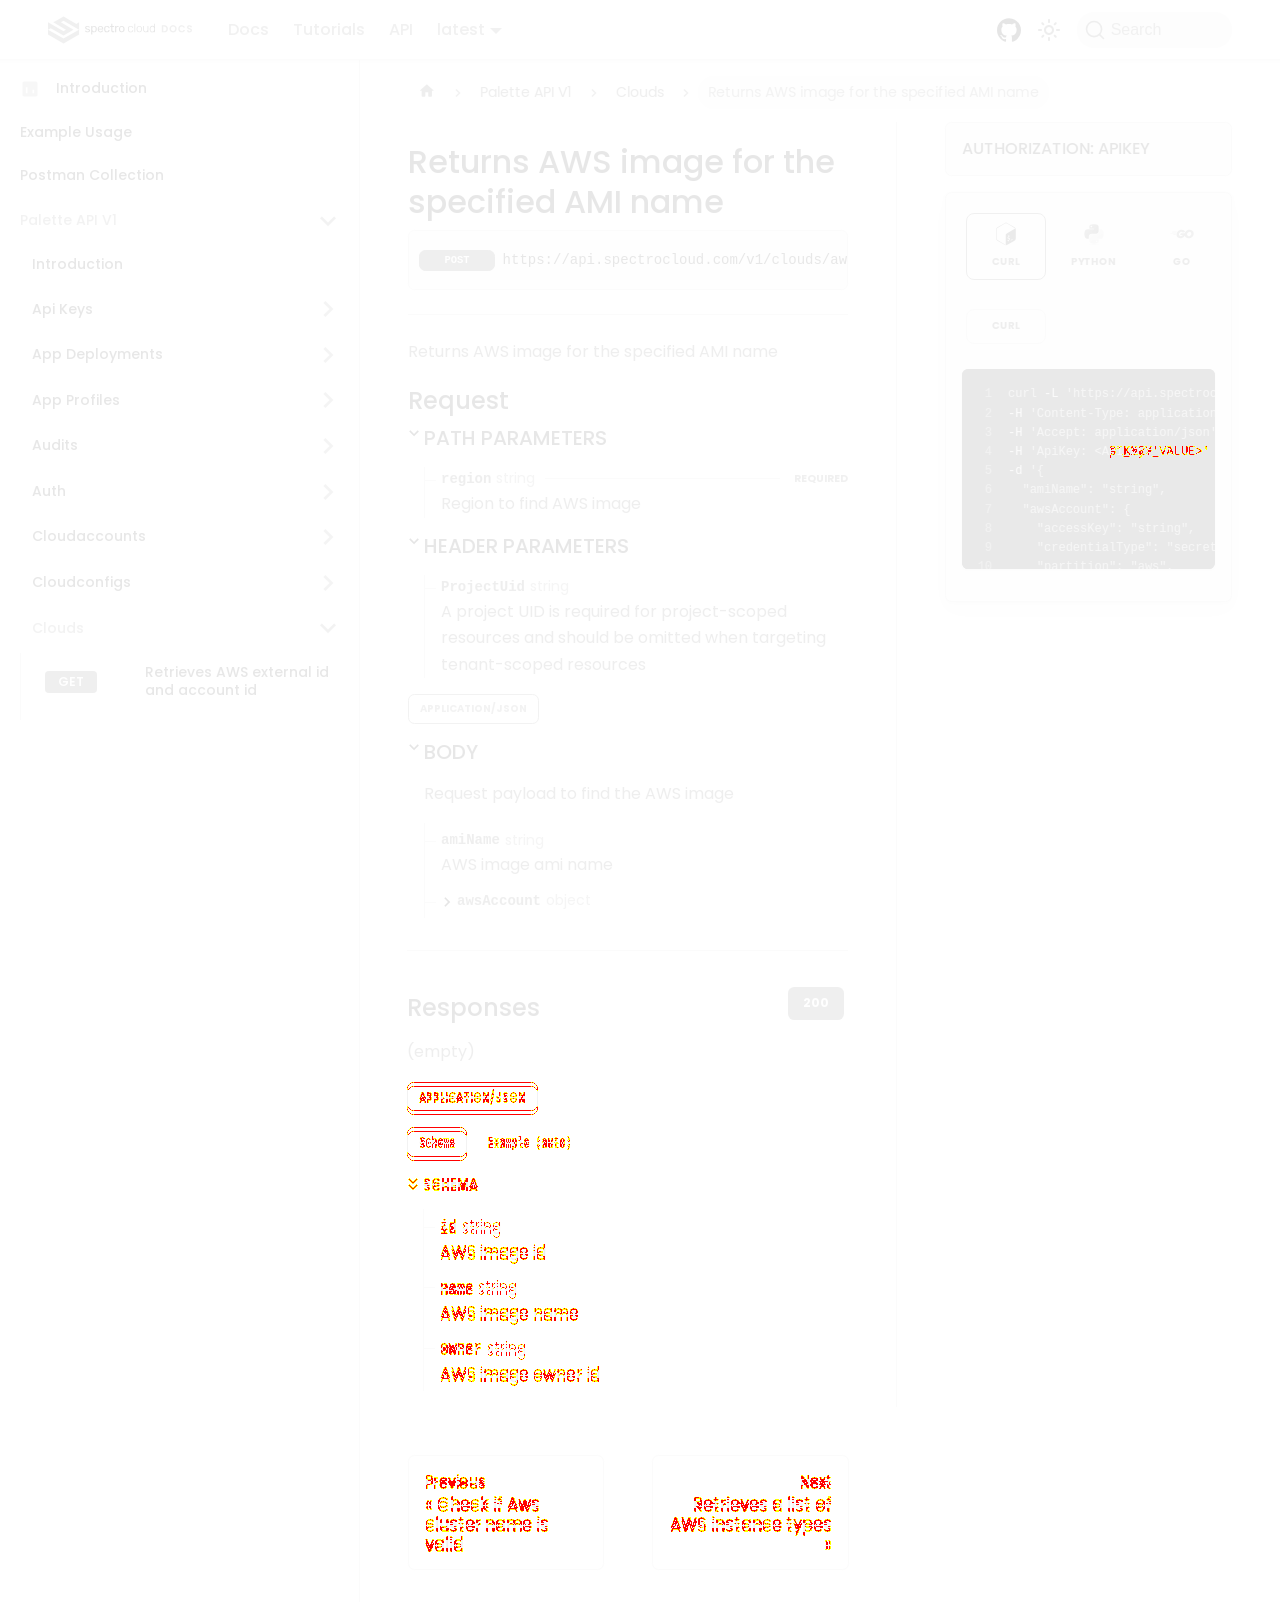 spectro cloud DOCS
Docs
Tutorials
API
latest
Search
Introduction
Example Usage
Postman Collection
Palette API V1
Introduction
Api Keys
App Deployments
App Profiles
Audits
Auth
Cloudaccounts
Cloudconfigs
Clouds
GET
Retrieves AWS external id
and account id
Palette API V1
Clouds
Returns AWS image for the specified AMI name
Returns AWS image for the
specified AMI name
POST https://api.spectrocloud.com/v1/clouds/aw
Returns AWS image for the specified AMI name
Request
PATH PARAMETERS
region string REQUIRED
Region to find AWS image
HEADER PARAMETERS
ProjectUid string
A project UID is required for project-scoped
resources and should be omitted when targeting
tenant-scoped resources
APPLICATION/JSON
BODY
Request payload to find the AWS image
amiName string
AWS image ami name
awsAccount object
Responses
200
(empty)
APPLICATION/JSON
Schema
Example (auto)
SCHEMA
id string
AWS image id
name string
AWS image name
owner string
AWS image owner id
Previous
« Check if Aws
cluster name is
valid
Next
Retrieves a list of
AWS instance types
»
AUTHORIZATION: APIKEY
CURL
PYTHON
GO
GO
CURL
1 curl -L 'https://api.spectroc
2 -H 'Content-Type: application
3 -H 'Accept: application/json'
4 -H 'ApiKey:
5 -d '{
6 "amiName": "string",
7 "awsAccount": {
8 "accessKey": "string",
9 "credentialType": "secret
10 "partition": "aws",